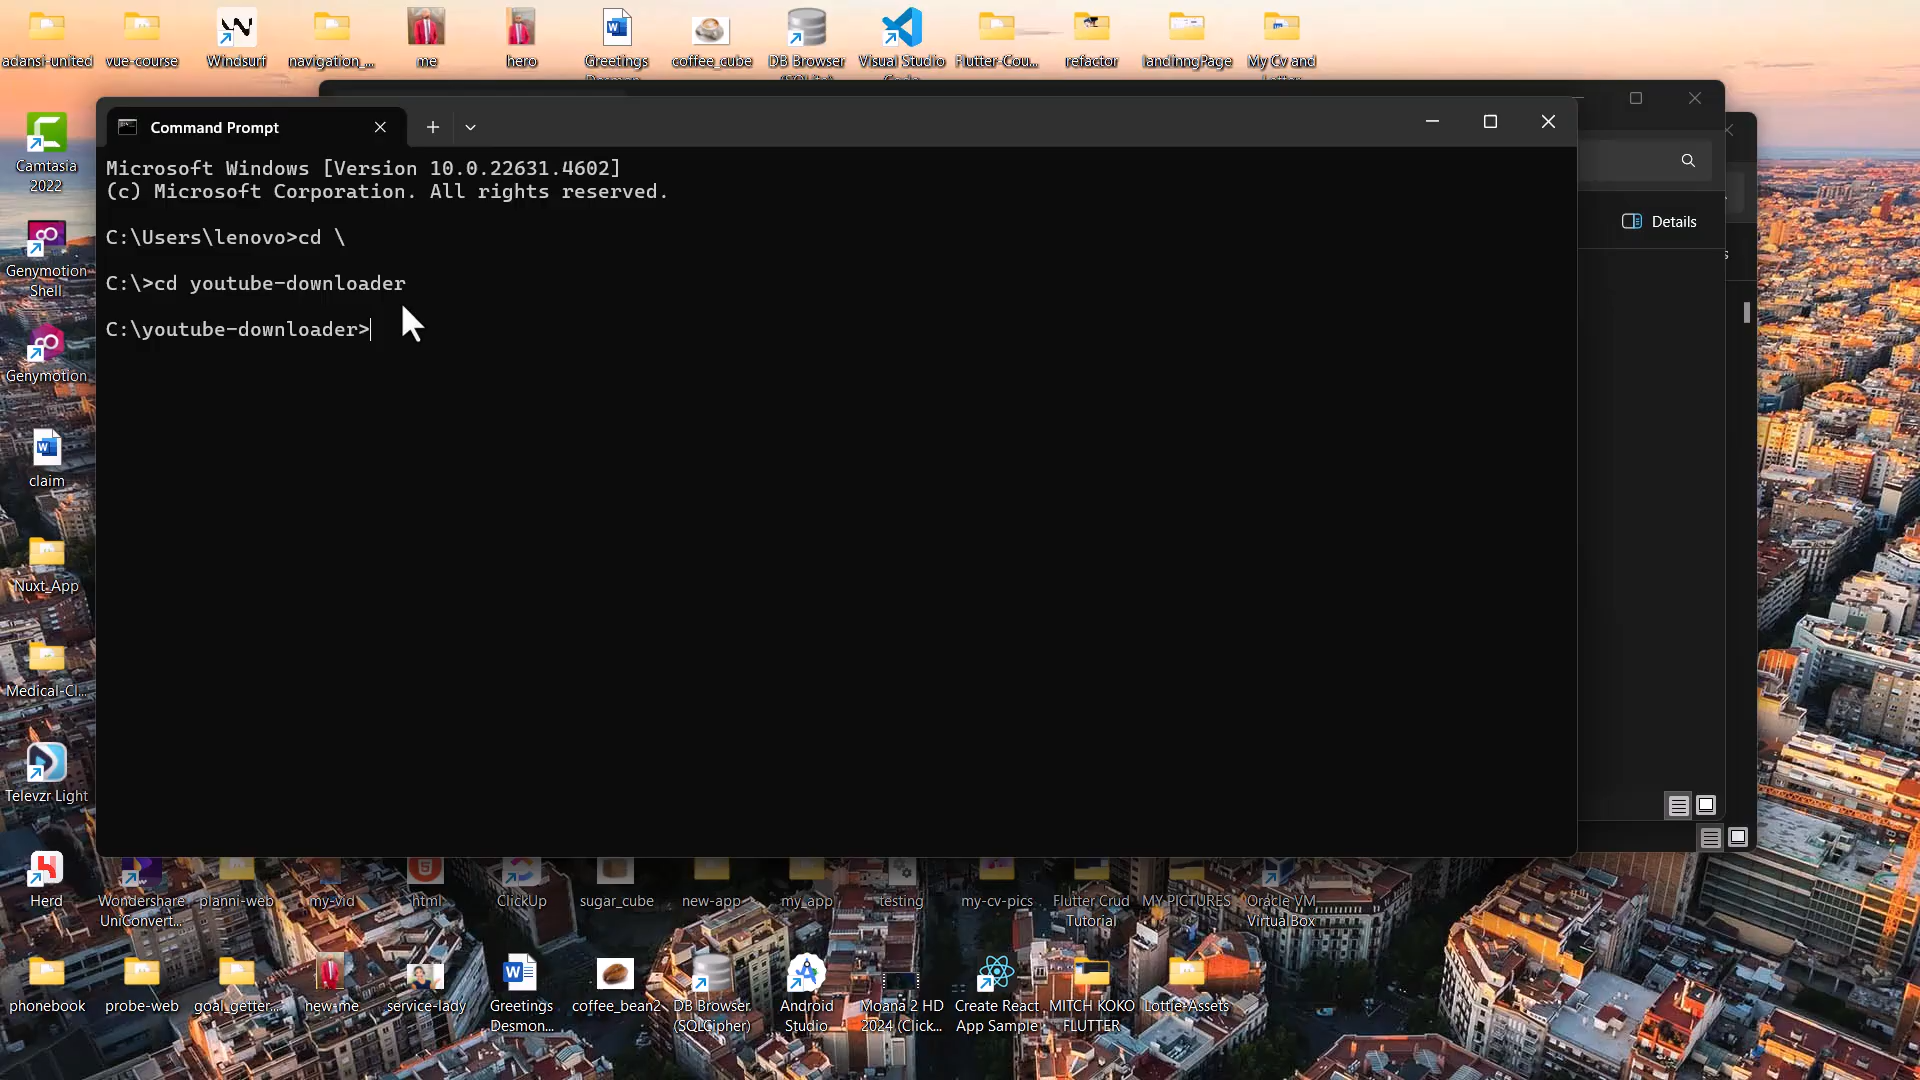 adansi-united
vue-course
Windsurf
navigation_...
me
hero
Greetings
coffee_cube
DB Browser
Visual Studio
Flutter-Cou...
refactor
landinngPage
My Cv and
Command Prompt
Microsoft Windows [Version 10.0.22631.4602]
(c) Microsoft Corporation. All rights reserved.
C:\Users\lenovo>cd \
C:\>cd youtube-downloader
C:\youtube-downloader>
Details
Camtasia
2022
Genymotion
Shell
Genymotion
claim
Nuxt_App
Medical-Cl...
Televzr Light
Herd
Wondershare
UniConvert...
planni-web
my-vid
html
ClickUp
sugar_cube
new-app
my_app
testing
my-cv-pics
Flutter Crud
Tutorial
MY PICTURES
Oracle VM
VirtualBox
phonebook
probe-web
goal_getter...
new-me
service-lady
Greetings
Desmon...
coffee_bean2
DB Browser
(SQLCipher)
Android
Studio
Moana 2 HD
2024 (Click...
Create React
App Sample
MITCH KOKO
FLUTTER
Lottie-Assets